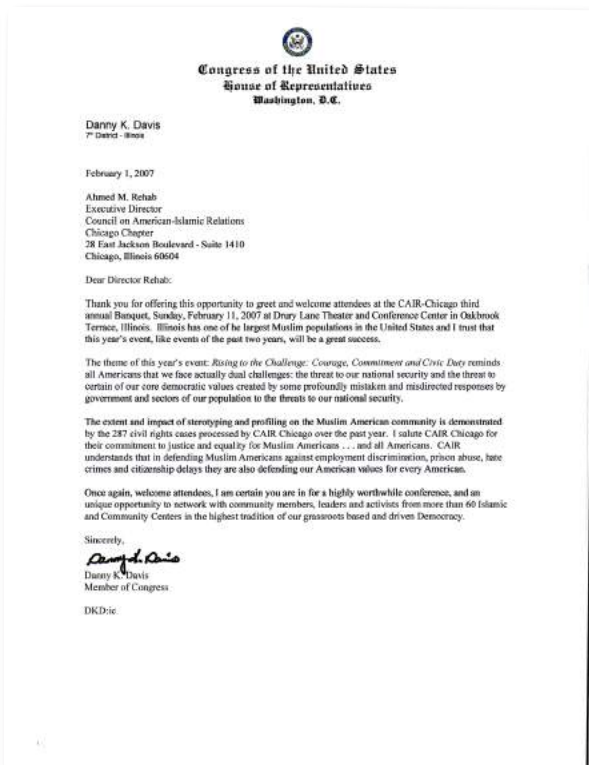 Congress of the United States
House of Representatives
Washington, D.C.
Danny K. Davis
7th District - Illinois
February 1, 2007
Ahmed M. Rehab
Executive Director
Council on American-Islamic Relations
Chicago Chapter
28 East Jackson Boulevard - Suite 1410
Chicago, Illinois 60604
Dear Director Rehab:
Thank you for offering this opportunity to greet and welcome attendees at the CAIR-Chicago third
annual Banquet, Sunday, February 11, 2007 at Drury Lane Theater and Conference Center in Oakbrook
Terrace, Illinois. Illinois has one of he largest Muslim populations in the United States and I trust that
this year's event, like events of the past two years, will be a great success.
The theme of this year's event: Rising to the Challenge: Courage, Commitment and Civic Duty reminds
all Americans that we face actually dual challenges: the threat to our national security and the threat to
certain of our core democratic values created by some profoundly mistaken and misdirected responses by
government and sectors of our population to the threats to our national security.
The extent and impact of sterotyping and profiling on the Muslim American community is demonstrated
by the 287 civil rights cases processed by CAIR Chicago over the past year. I salute CAIR Chicago for
their commitment to justice and equality for Muslim Americans . . . and all Americans. CAIR
understands that in defending Muslim Americans against employment discrimination, prison abuse, hate
crimes and citizenship delays they are also defending our American values for every American.
Once again, welcome attendees, I am certain you are in for a highly worthwhile conference, and an
unique opportunity to network with community members, leaders and activists from more than 60 Islamic
and Community Centers in the highest tradition of our grassroots based and driven Democracy.
Sincerely,
Danny K. Davis
Danny K. Davis
Member of Congress
DKD:ic